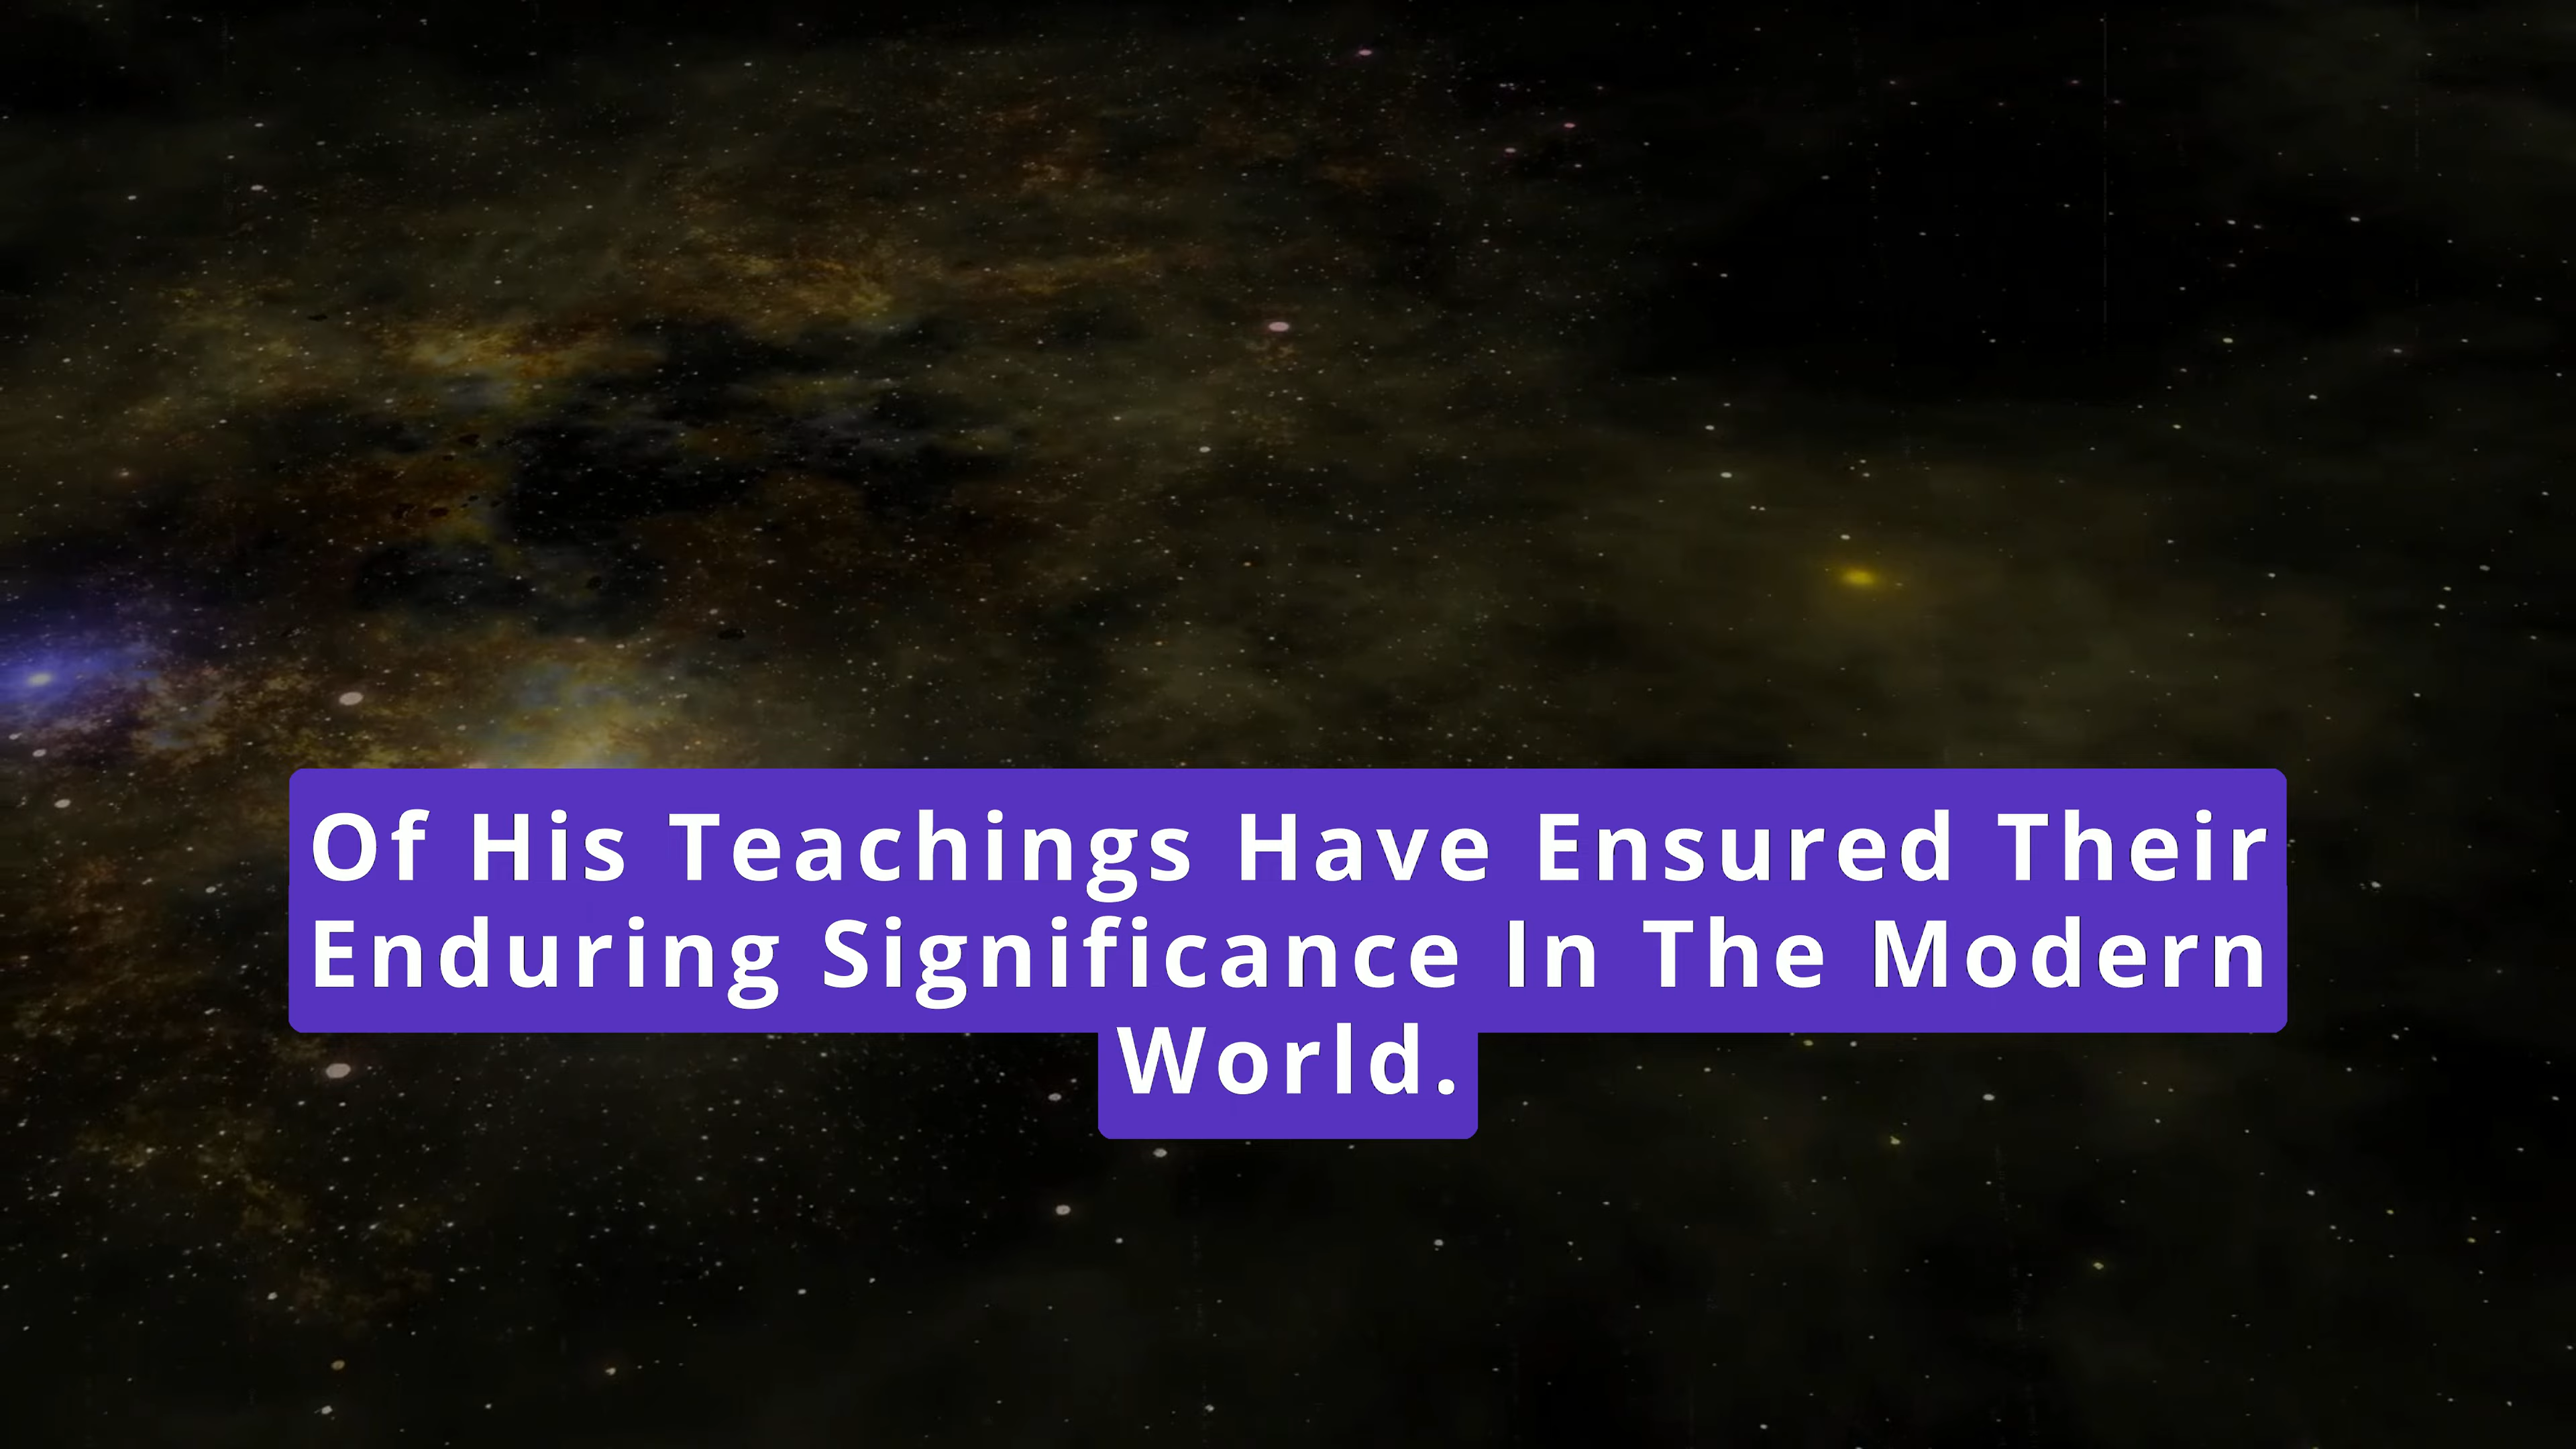 Of His Teachings Have Ensured Their
Enduring Significance In The Modern
World.